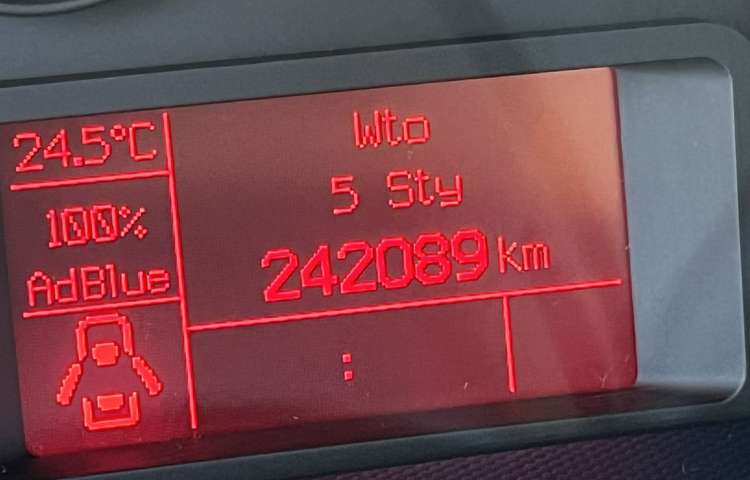 24.5°C
100%
AdBlue
Wto
5 Sty
242089 km
: